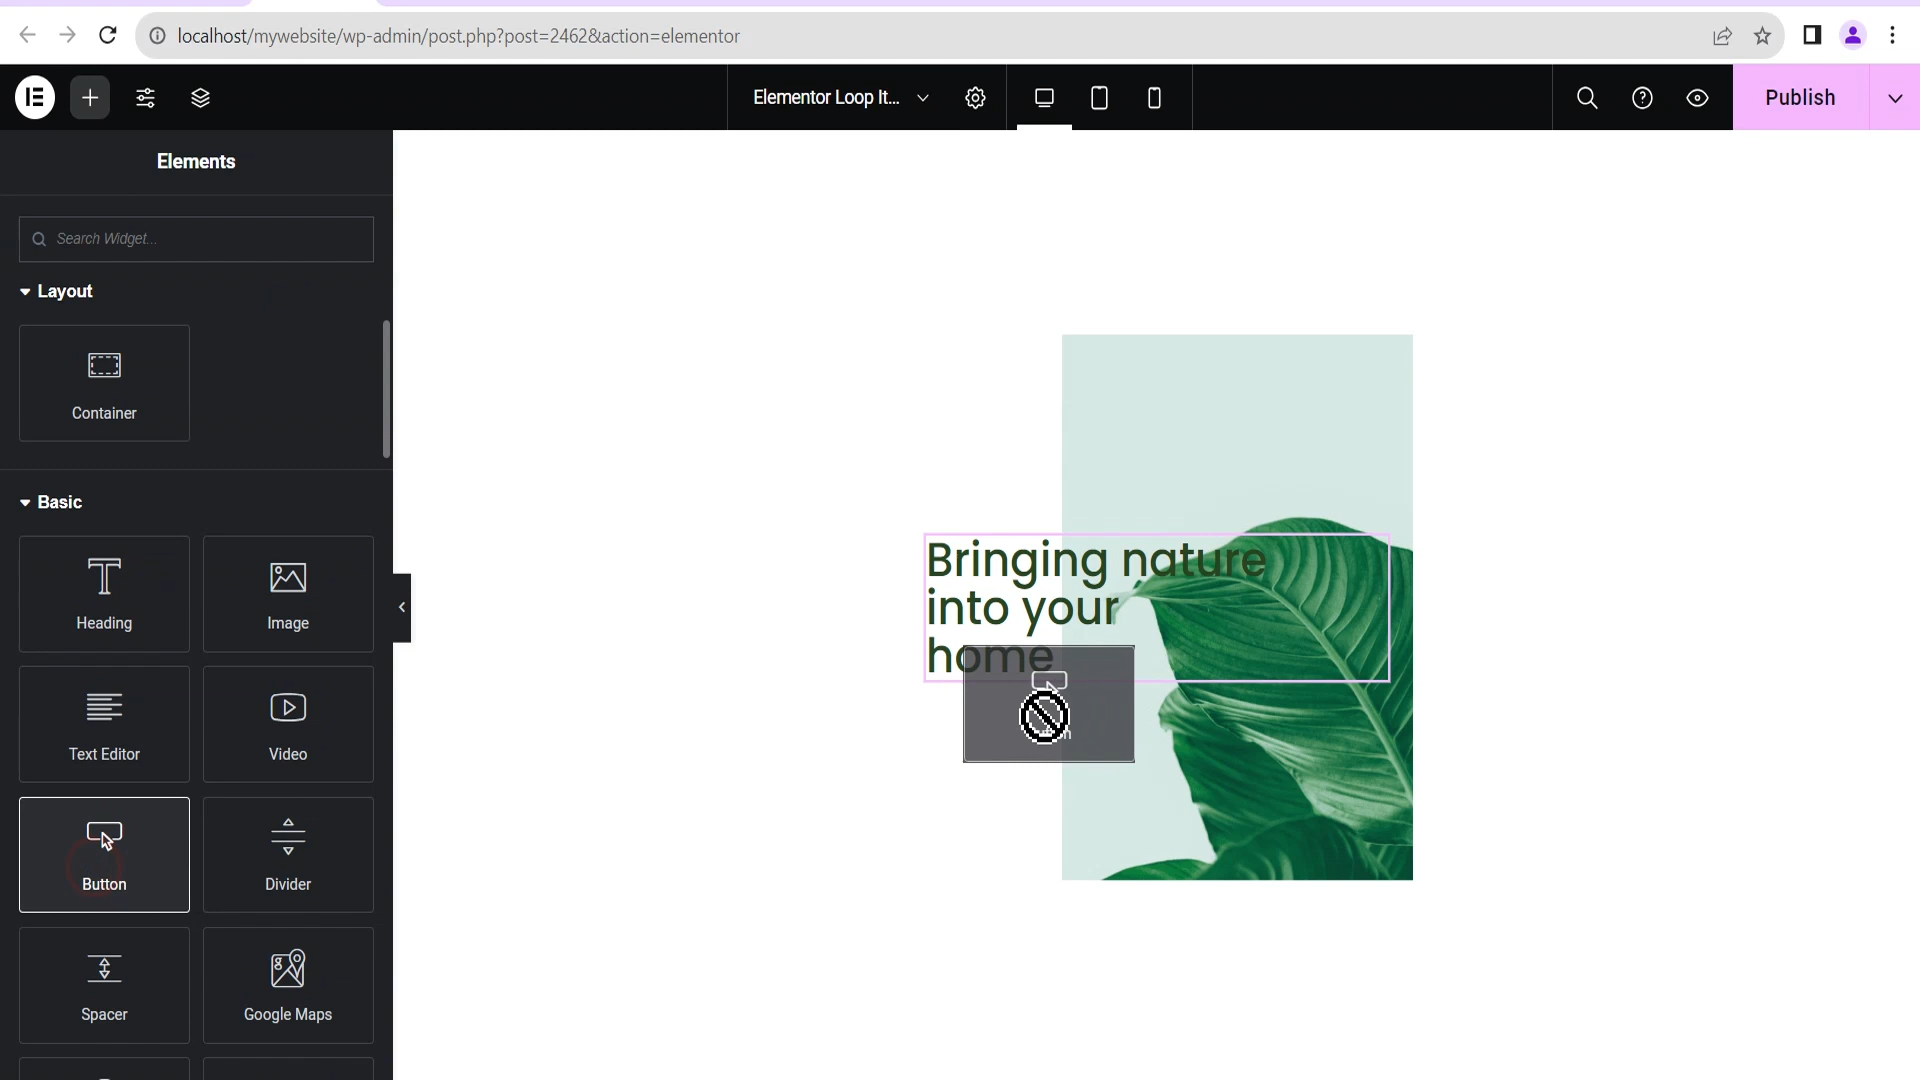 localhost/mywebsite/wp-admin/post.php?post=2462&action=elementor
Elementor Loop It...
Publish
Elements
Search Widget...
Layout
Container
Basic
Heading
Image
Text Editor
Video
Button
Divider
Spacer
Google Maps
Bringing nature
into your
home